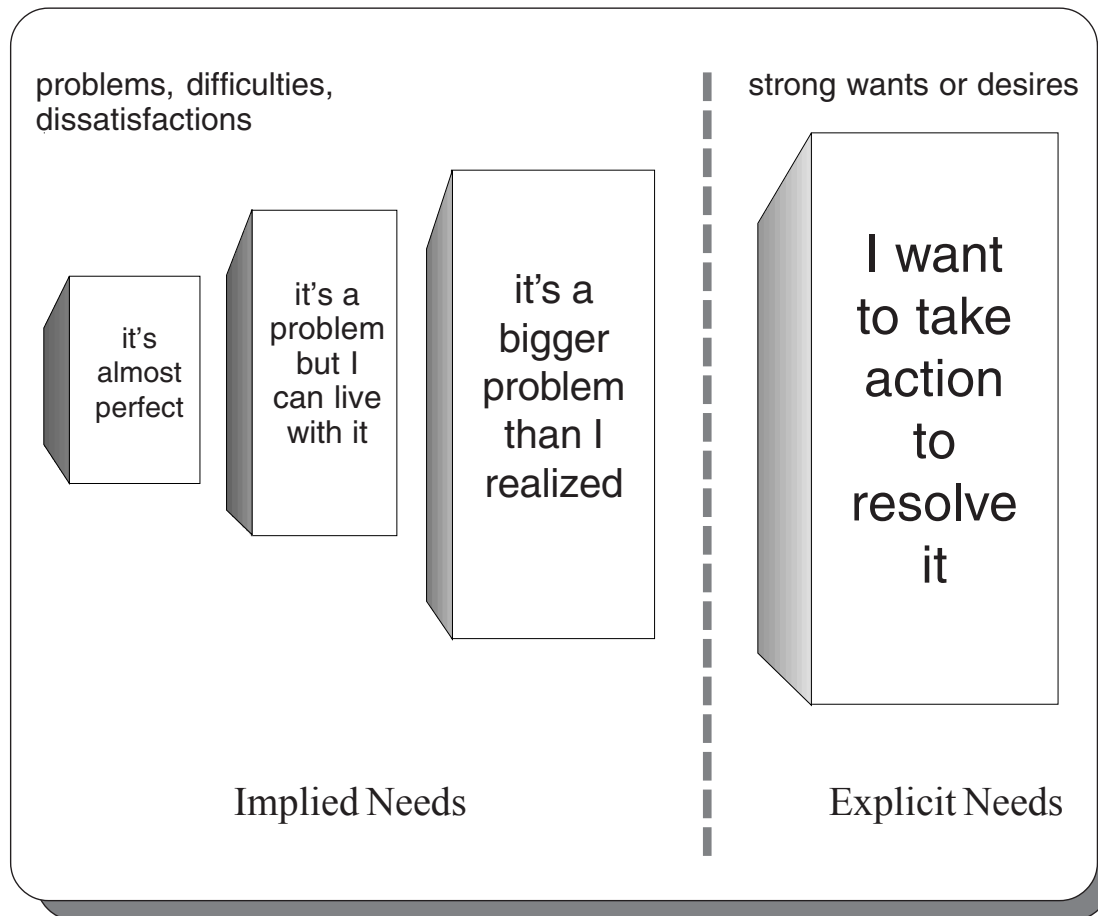 problems, difficulties,
dissatisfactions
strong wants or desires
it's
almost
perfect
it's a
problem
but I
can live
with it
it's a
bigger
problem
than I
realized
I want
to take
action
to
resolve
it
Implied Needs
Explicit Needs